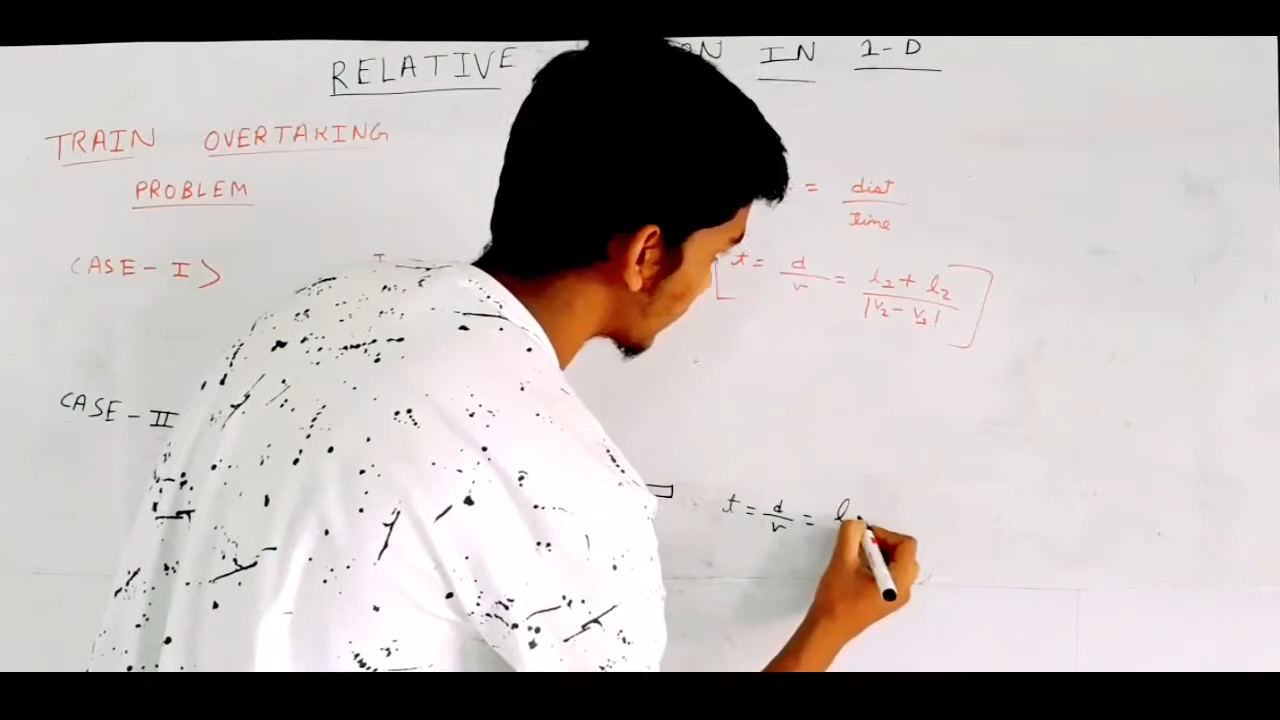 RELATIVE IN 1-D
TRAIN OVERTAKING
PROBLEM
= dist / time
CASE-I> I
t = d/v = l₂ + l₂ / |v₂ - v₁|
CASE-II
t = d/v = l